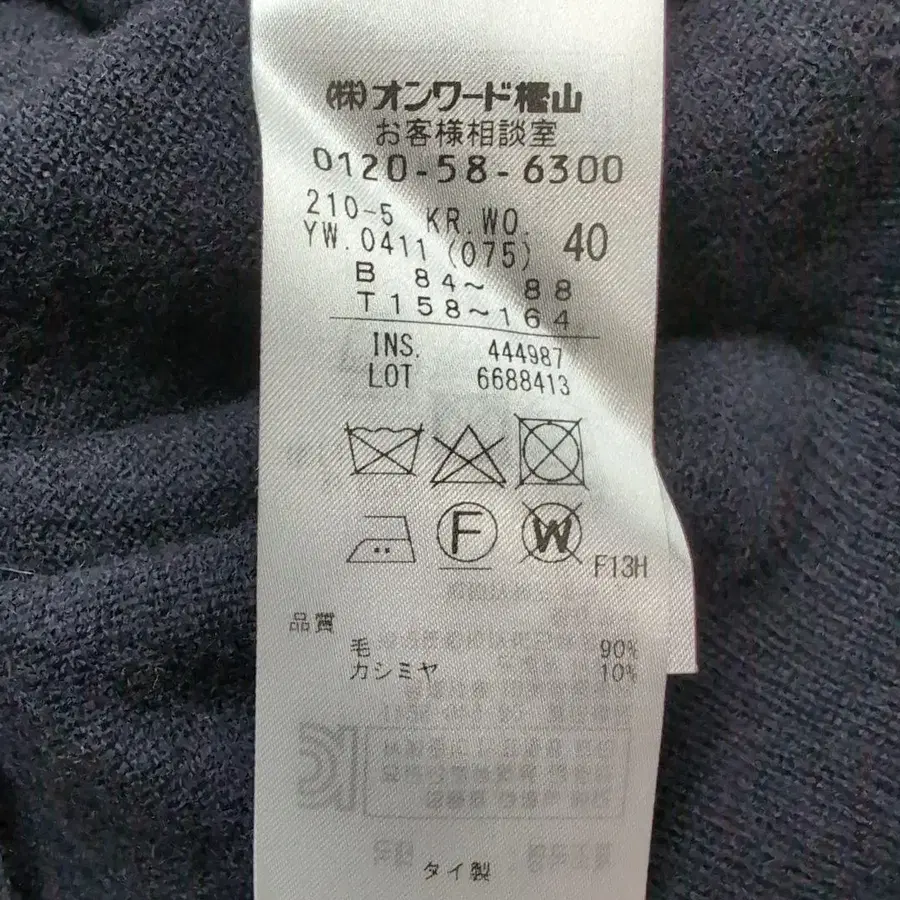 (株)オンワード樫山
お客様相談室
0120-58-6300
210-5 KR.WO.
YW.0411(075) 40
B 84~ 88
T158~164
INS. 444987
LOT 6688413
F W
F13H
品質
毛 90%
カシミヤ 10%
タイ製